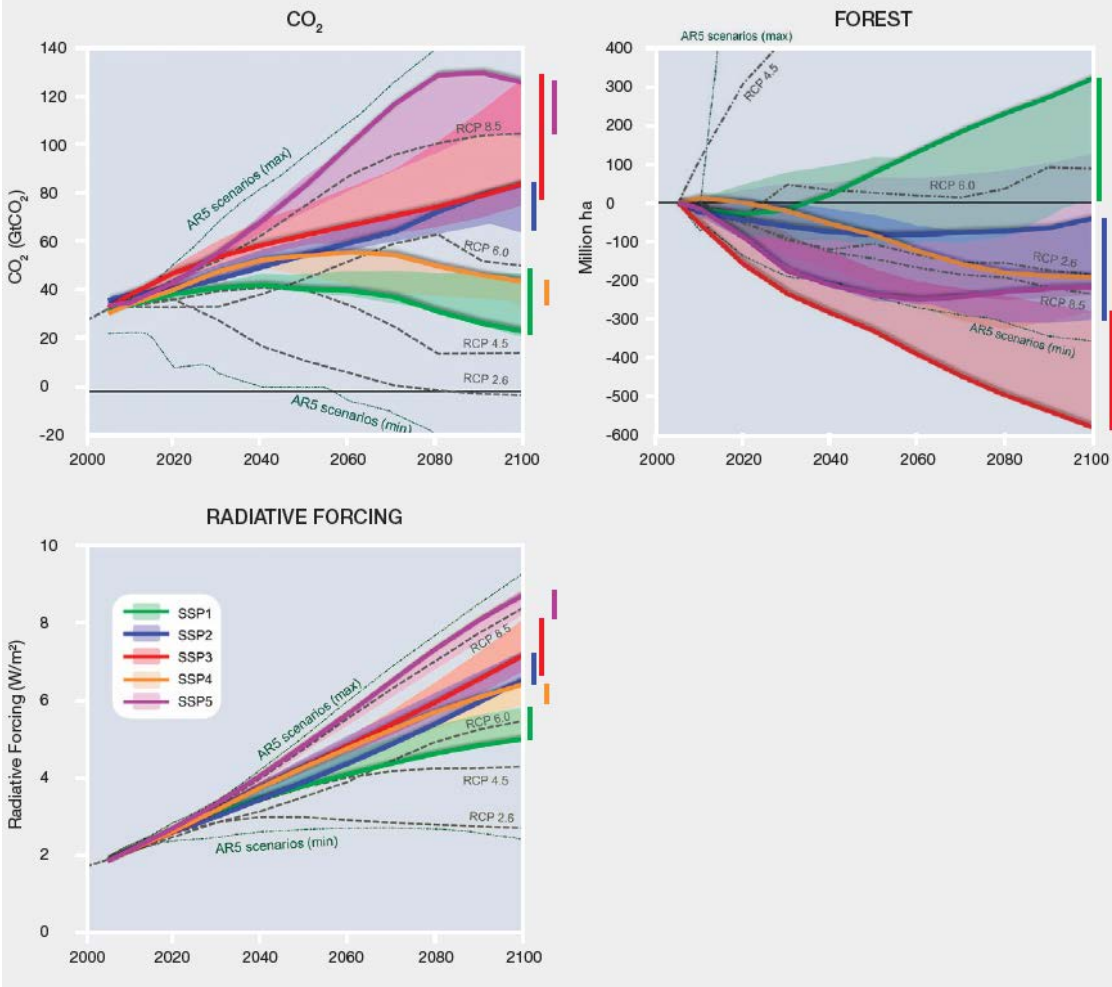 CO₂
CO₂ (GtCO₂)
140
120
100
80
60
40
20
0
-20
2000
2020
2040
2060
2080
2100
AR5 scenarios (max)
RCP 8.5
RCP 6.0
RCP 4.5
RCP 2.6
AR5 scenarios (min)
FOREST
Million ha
400
300
200
100
0
-100
-200
-300
-400
-500
-600
2000
2020
2040
2060
2080
2100
AR5 scenarios (max)
RCP 4.5
RCP 6.0
RCP 2.6
RCP 8.5
AR5 scenarios (min)
RADIATIVE FORCING
Radiative Forcing (W/m²)
10
8
6
4
2
0
2000
2020
2040
2060
2080
2100
SSP1
SSP2
SSP3
SSP4
SSP5
AR5 scenarios (max)
RCP 8.5
RCP 6.0
RCP 4.5
RCP 2.6
AR5 scenarios (min)